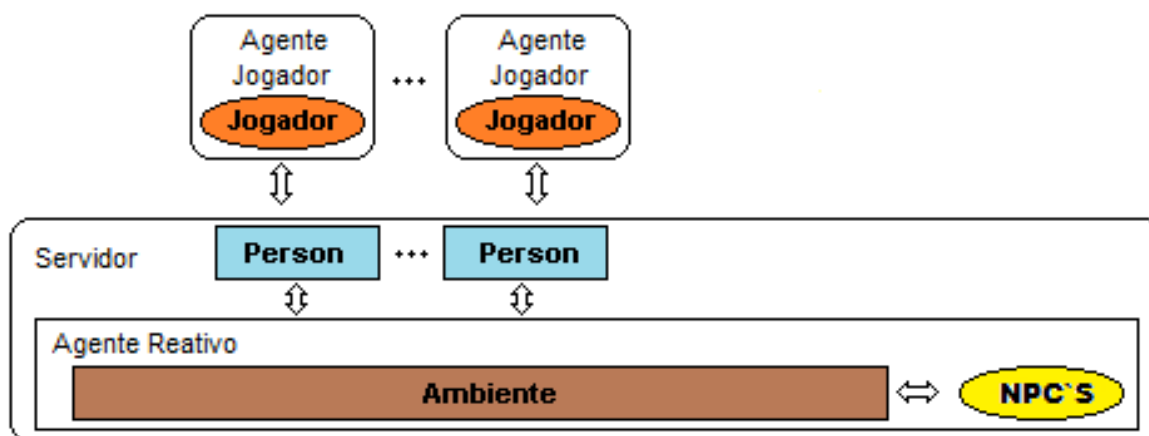 Agente
Jogador
Jogador
...
Agente
Jogador
Jogador
Servidor
Person ... Person
Agente Reativo
Ambiente
NPC`S